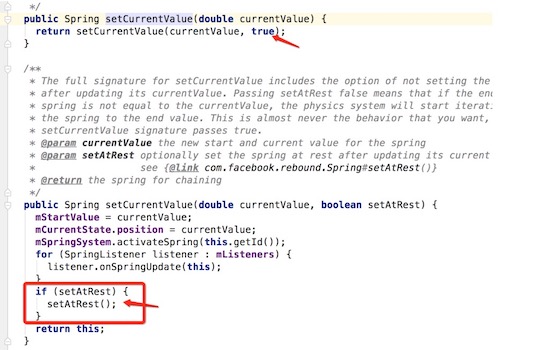 */
public Spring setCurrentValue(double currentValue) {
return setCurrentValue(currentValue, true);
}
/**
* The full signature for setCurrentValue includes the option of not setting the
* after updating its currentValue. Passing setAtRest false means that if the end
* spring is not equal to the currentValue, the physics system will start iterati
* the spring to the end value. This is almost never the behavior that you want,
* setCurrentValue signature passes true.
* @param currentValue the new start and current value for the spring
* @param setAtRest optionally set the spring at rest after updating its current
* see {@link com.facebook.rebound.Spring#setAtRest()}
* @return the spring for chaining
*/
public Spring setCurrentValue(double currentValue, boolean setAtRest) {
mStartValue = currentValue;
mCurrentState.position = currentValue;
mSpringSystem.activateSpring(this.getId());
for (SpringListener listener : mListeners) {
listener.onSpringUpdate(this);
}
if (setAtRest) {
setAtRest();
}
return this;
}